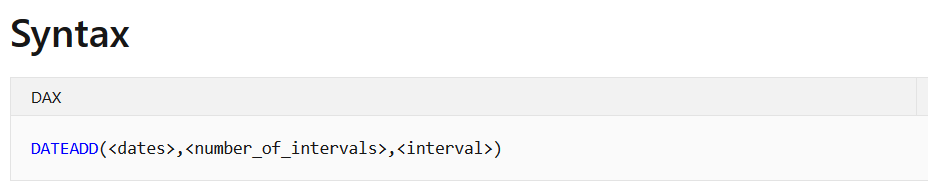 Syntax
DAX
DATEADD(<dates>,<number_of_intervals>,<interval>)